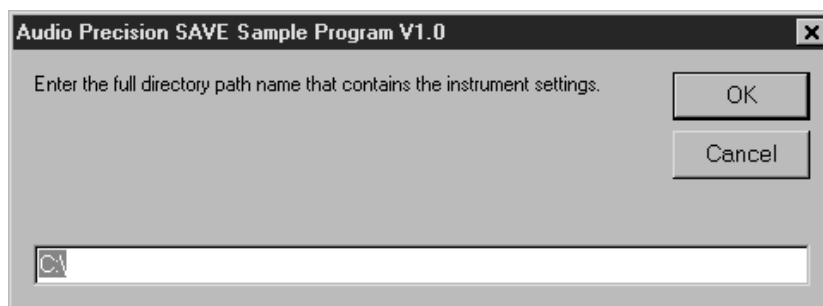 Audio Precision SAVE Sample Program V1.0
Enter the full directory path name that contains the instrument settings.
OK
Cancel
C:\